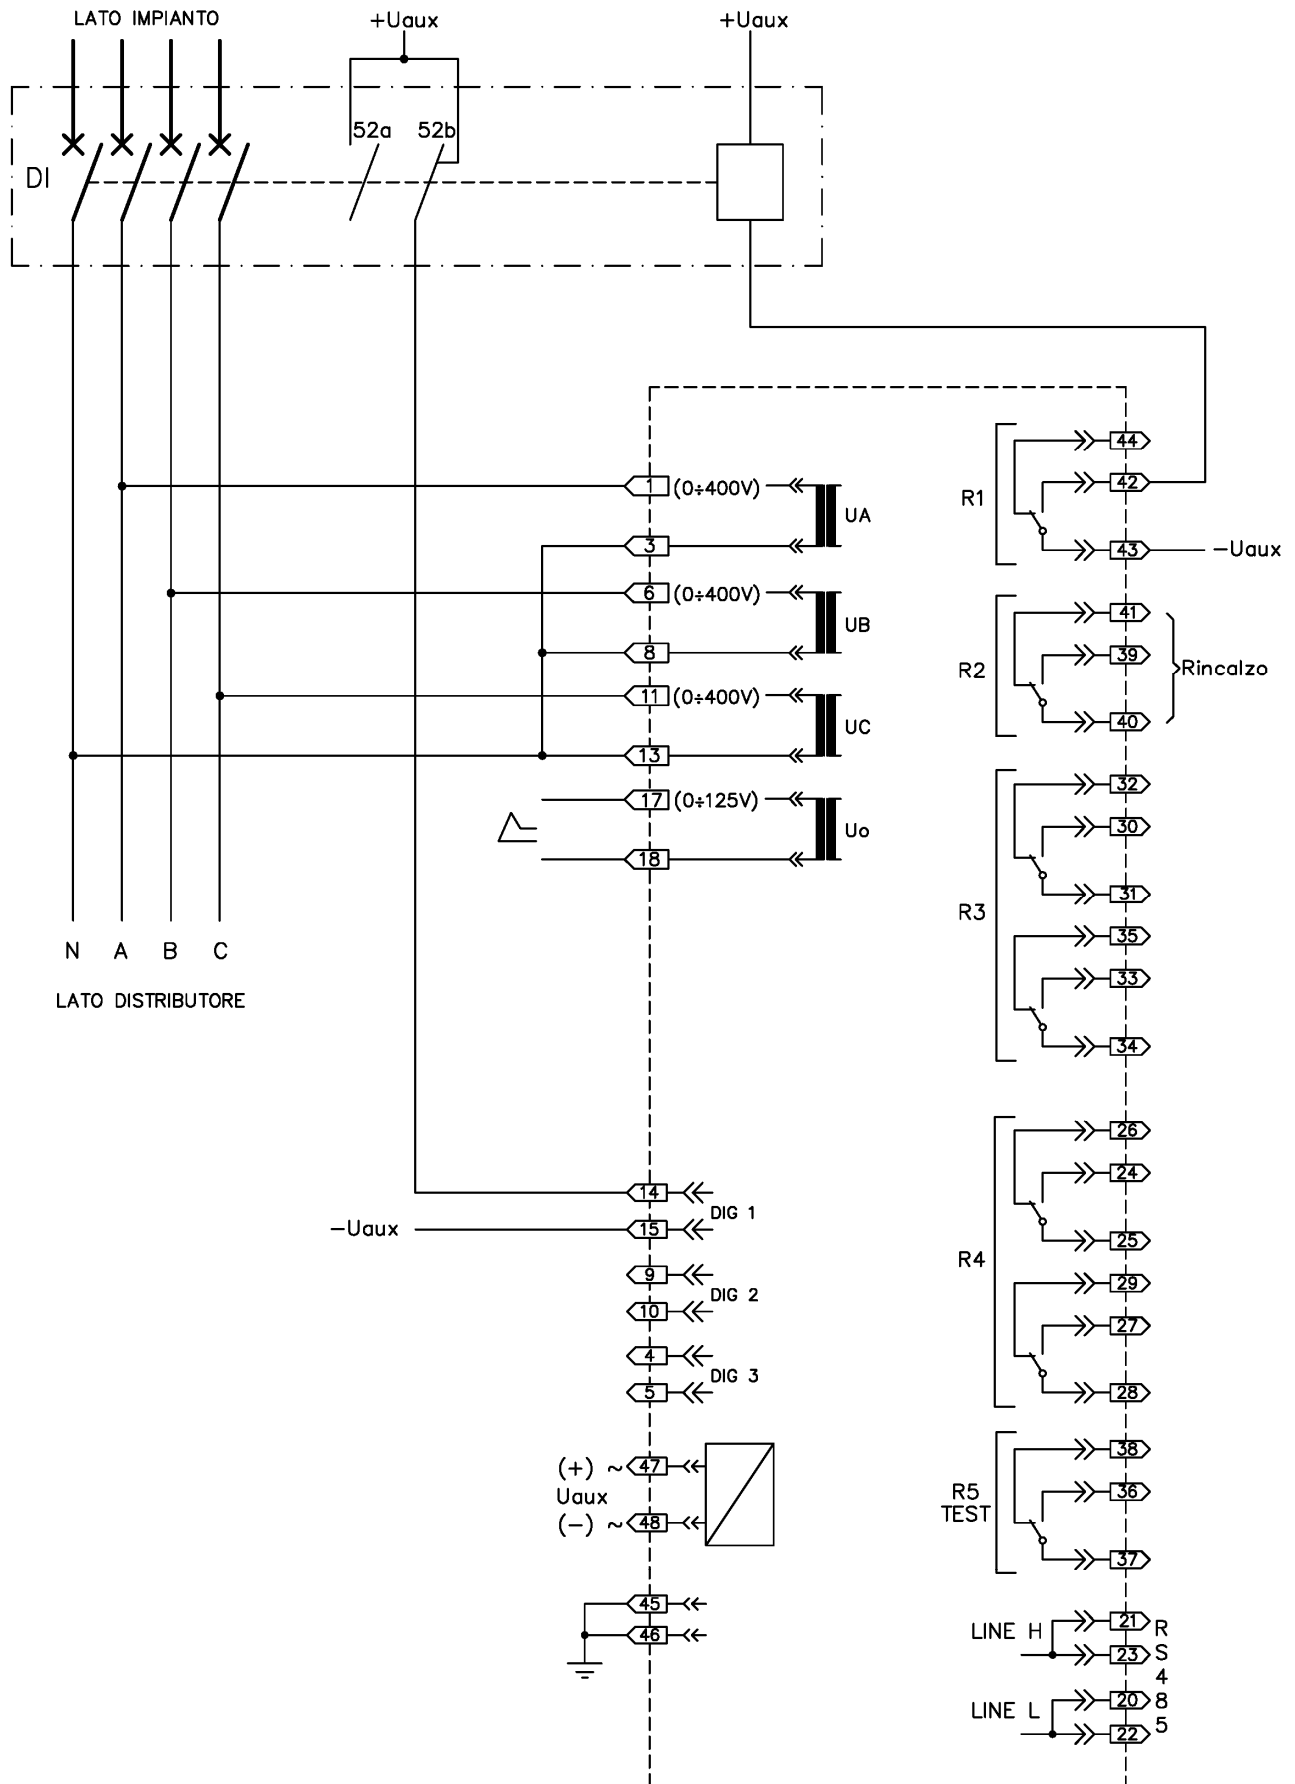 LATO IMPIANTO
+Uaux
+Uaux
52a
52b
DI
44
1 (0÷400V)
42
R1
UA
3
43
−Uaux
6 (0÷400V)
41
UB
8
39
R2
Rincalzo
11 (0÷400V)
UC
40
13
32
17 (0÷125V)
30
Uo
18
31
R3
35
N A B C
33
LATO DISTRIBUTORE
34
26
24
14
DIG 1
15
−Uaux
25
R4
9
29
DIG 2
10
27
4
DIG 3
5
28
38
(+) ~ 47
Uaux
(−) ~ 48
R5
TEST
36
37
45
46
LINE H
21
23
LINE L
20
22
R
S
4
8
5